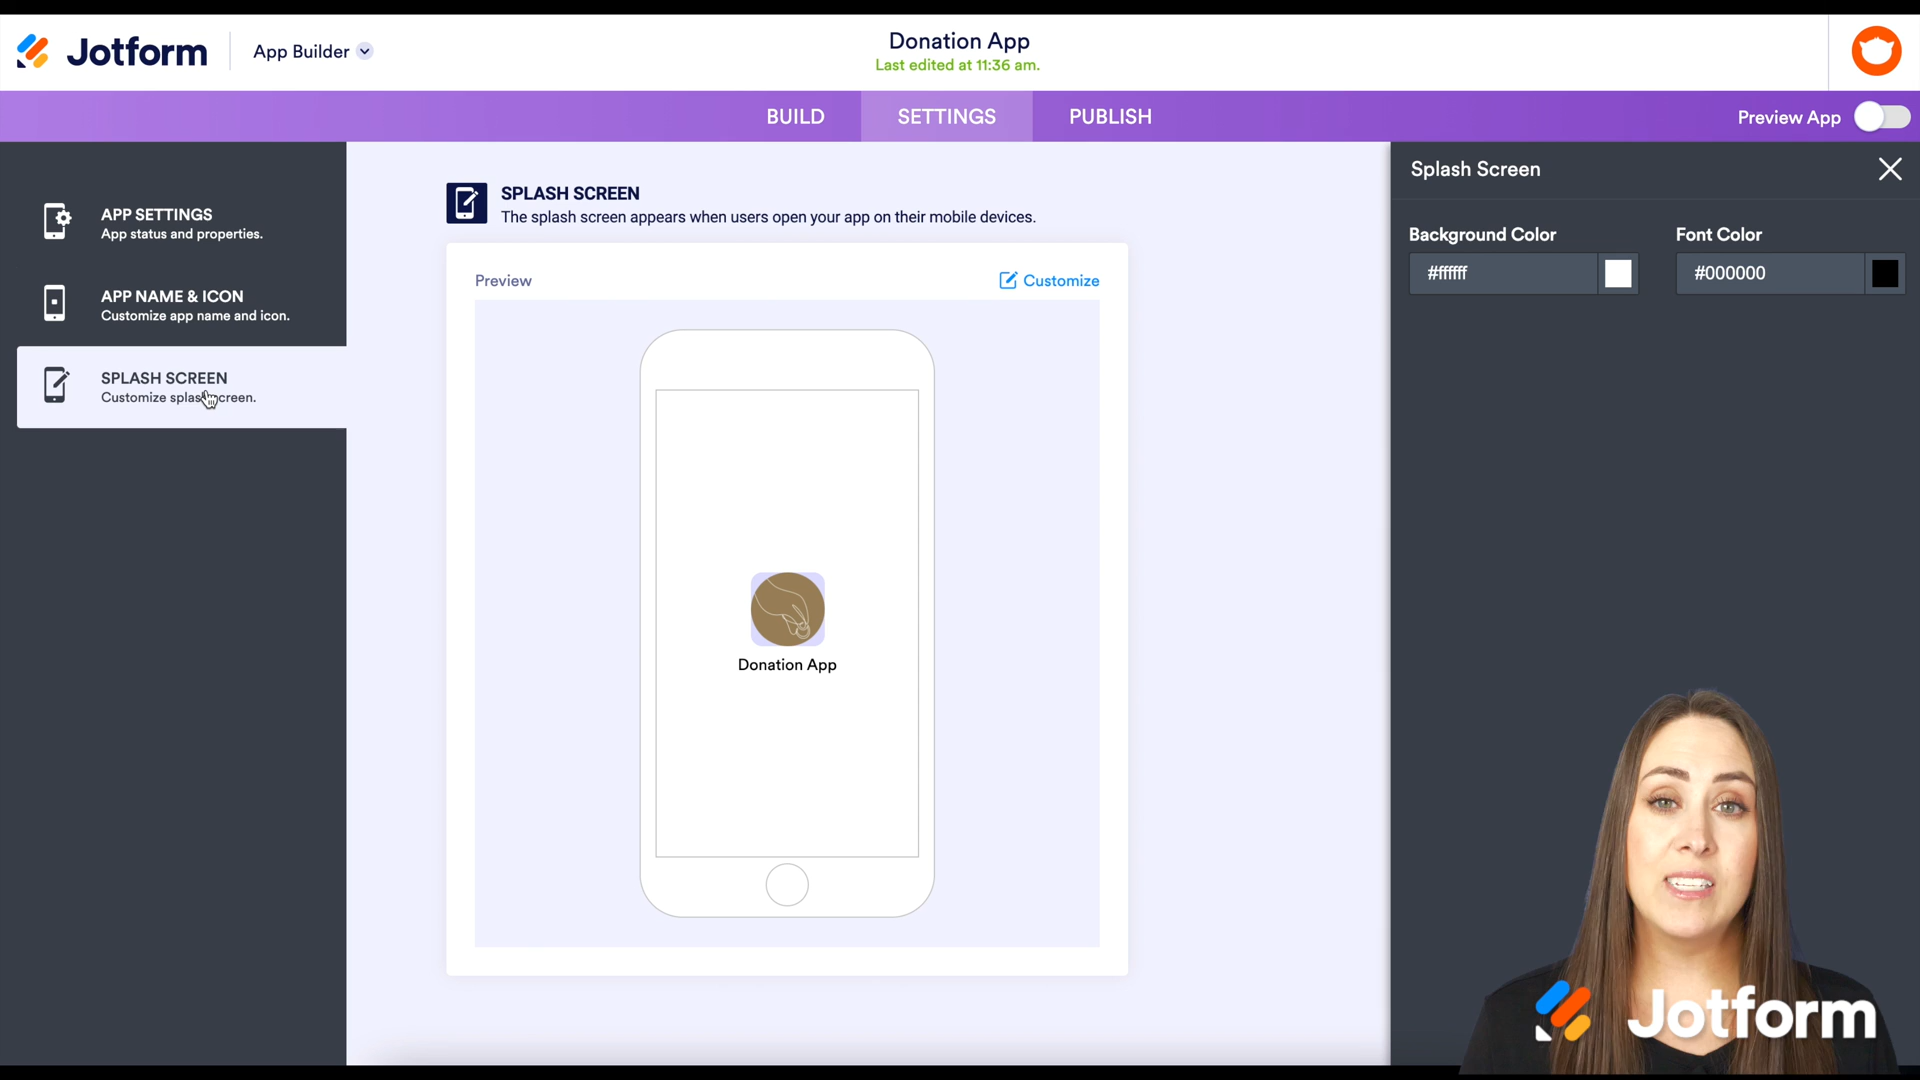 Jotform
App Builder
Donation App
Last edited at 11:36 am.
BUILD
SETTINGS
PUBLISH
Preview App
APP SETTINGS
App status and properties.
APP NAME & ICON
Customize app name and icon.
SPLASH SCREEN
Customize splash screen.
SPLASH SCREEN
The splash screen appears when users open your app on their mobile devices.
Preview
Customize
Donation App
Splash Screen
Background Color
Font Color
#ffffff
#000000
Jotform